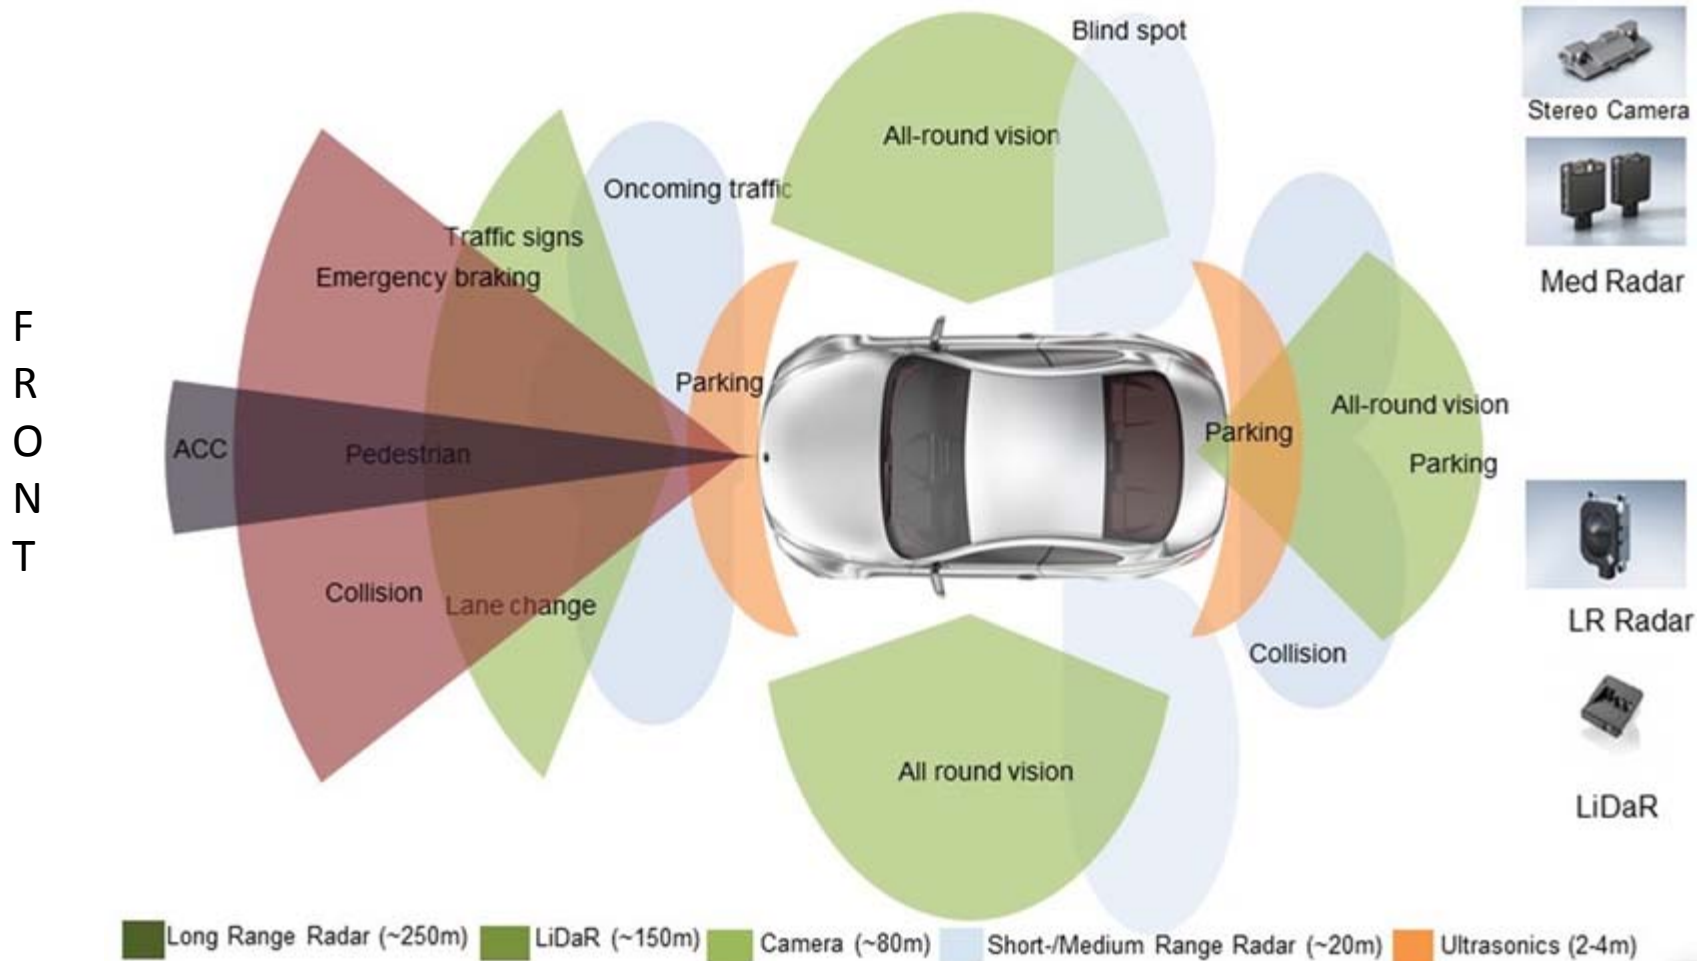 Blind spot
Stereo Camera
All-round vision
Oncoming traffic
Traffic signs
Emergency braking
Med Radar
F
R
O
N
T
Parking
All-round vision
Parking
ACC
Pedestrian
Parking
Collision
Lane change
LR Radar
Collision
All round vision
LiDaR
Long Range Radar (~250m)
LiDaR (~150m)
Camera (~80m)
Short-/Medium Range Radar (~20m)
Ultrasonics (2-4m)